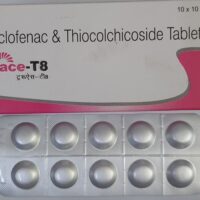 10 x 10
clofenac & Thiocolchicoside Tablet
ace-T8